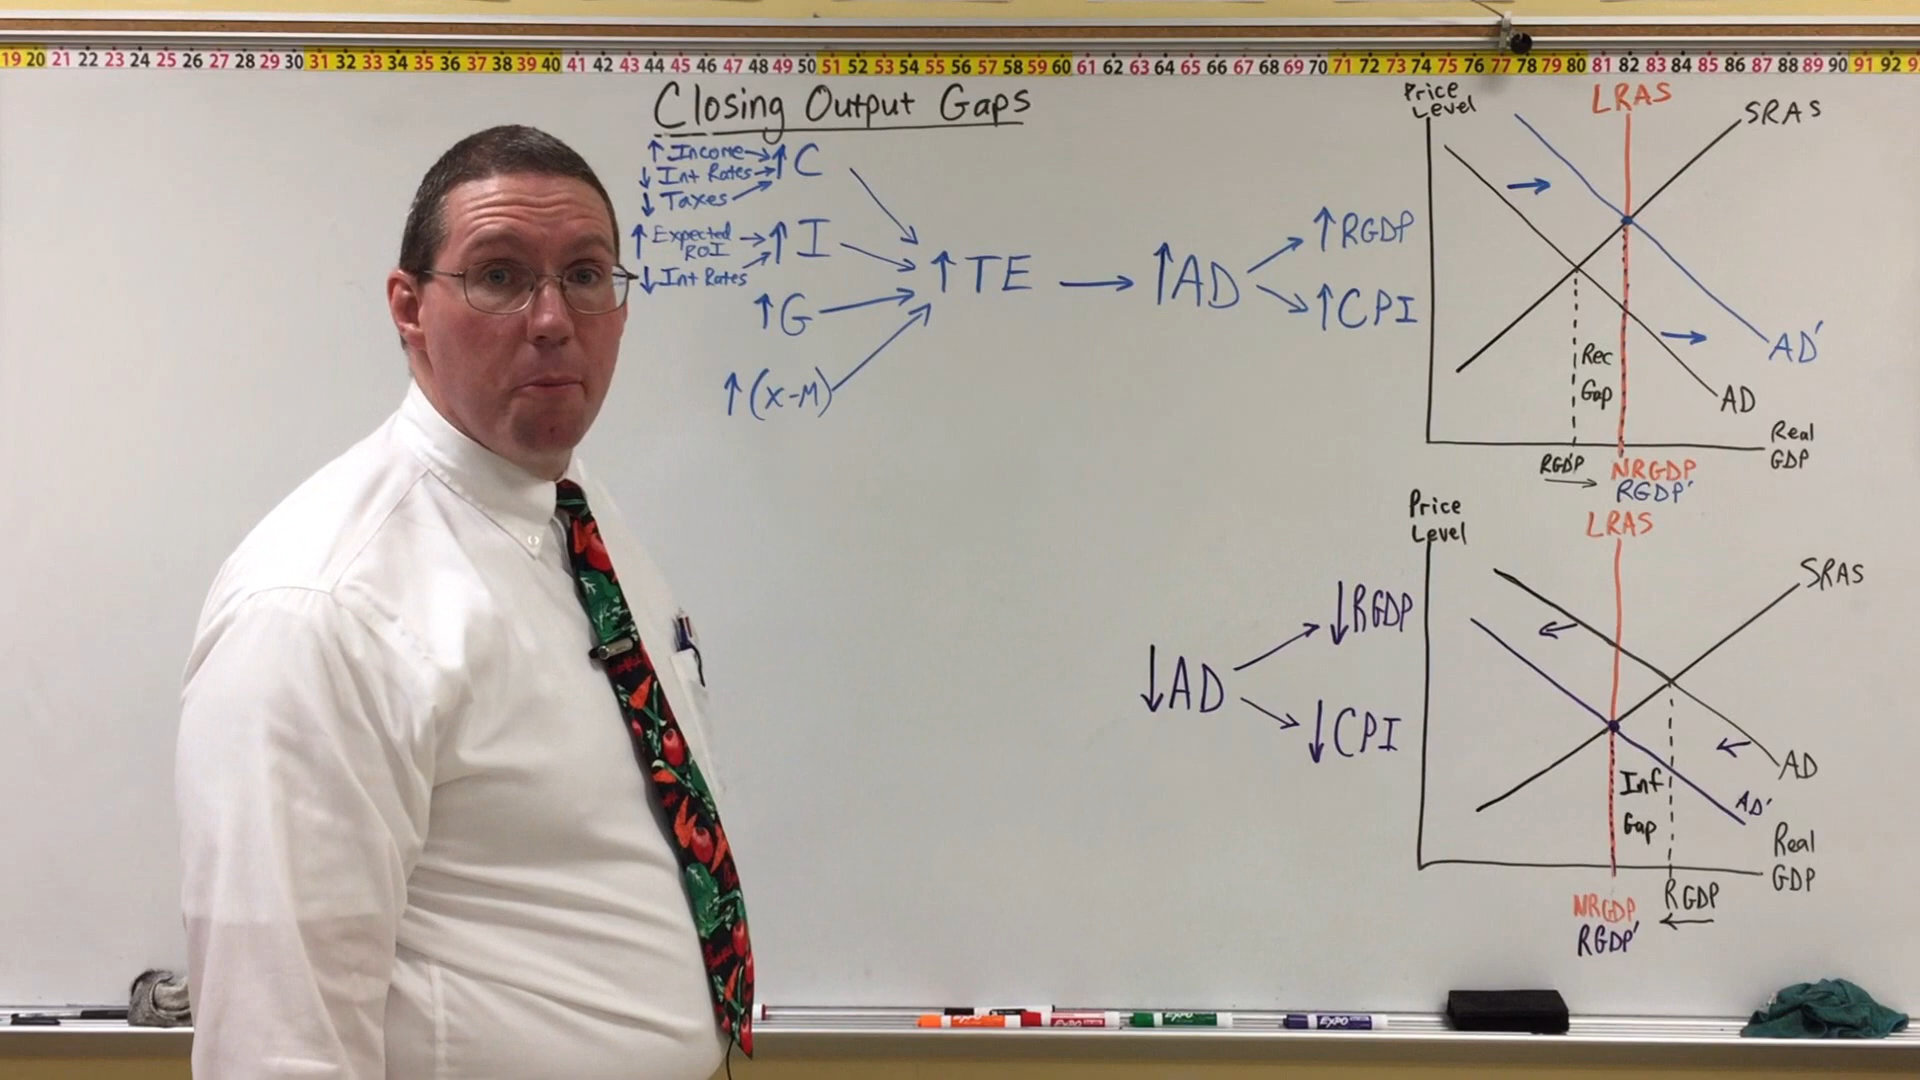 19 20 21 22 23 24 25 26 27 28 29 30 31 32 33 34 35 36 37 38 39 40 41 42 43 44 45 46 47 48 49 50 51 52 53 54 55 56 57 58 59 60 61 62 63 64 65 66 67 68 69 70 71 72 73 74 75 76 77 78 79 80 81 82 83 84 85 86 87 88 89 90 91 92
Closing Output Gaps
↑ Income → ↑ C
↓ Int Rates →
↓ Taxes →
↑ Expected ROI → ↑ I
↓ Int Rates →
↑ G
↑ (X-M)
→ ↑ TE → ↑ AD
↑ RGDP
↑ CPI
Price
Level
LRAS
SRAS
AD'
AD
Rec
Gap
Real
GDP
RGDP
→
NRGDP
RGDP'
↓ AD
↓ RGDP
↓ CPI
Price
Level
LRAS
SRAS
AD
AD'
Inf
Gap
Real
GDP
RGDP
←
NRGDP
RGDP'
EXPO
EXPO
EXPO
EXPO